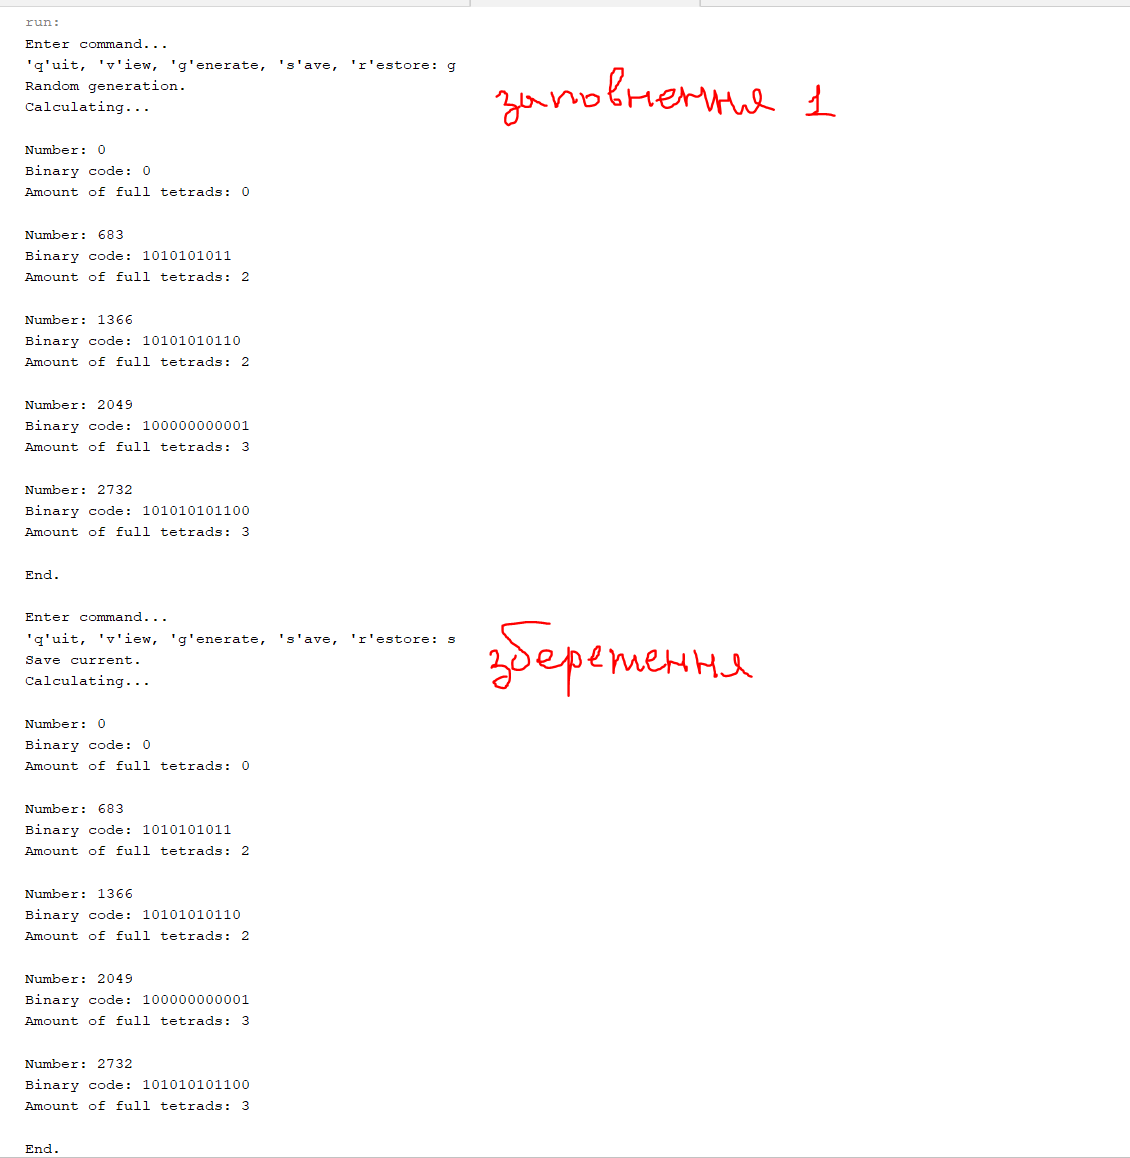 run:
Enter command...
'q'uit, 'v'iew, 'g'enerate, 's'ave, 'r'estore: g
Random generation.
Calculating...
заповнення 1
Number: 0
Binary code: 0
Amount of full tetrads: 0
Number: 683
Binary code: 1010101011
Amount of full tetrads: 2
Number: 1366
Binary code: 10101010110
Amount of full tetrads: 2
Number: 2049
Binary code: 100000000001
Amount of full tetrads: 3
Number: 2732
Binary code: 101010101100
Amount of full tetrads: 3
End.
Enter command...
'q'uit, 'v'iew, 'g'enerate, 's'ave, 'r'estore: s
Save current.
Calculating...
збереження
Number: 0
Binary code: 0
Amount of full tetrads: 0
Number: 683
Binary code: 1010101011
Amount of full tetrads: 2
Number: 1366
Binary code: 10101010110
Amount of full tetrads: 2
Number: 2049
Binary code: 100000000001
Amount of full tetrads: 3
Number: 2732
Binary code: 101010101100
Amount of full tetrads: 3
End.